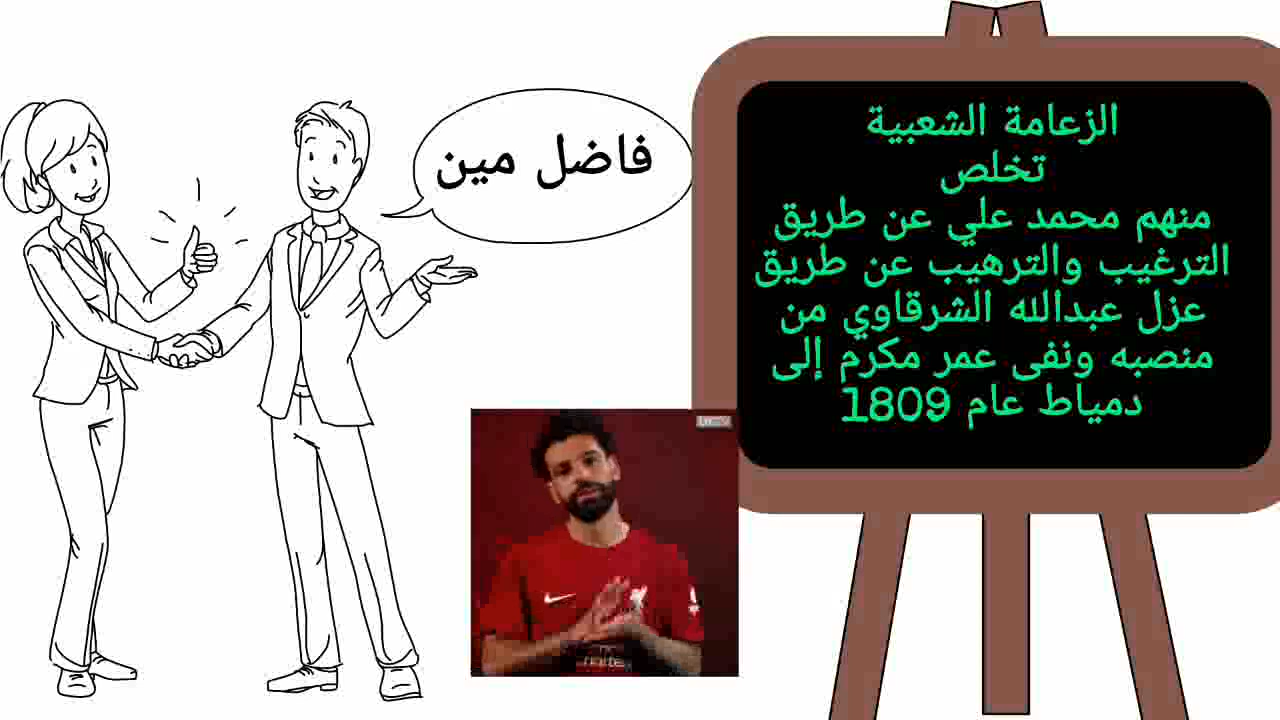 فاضل مين
الزعامة الشعبية
تخلص
منهم محمد علي عن طريق
الترغيب والترهيب عن طريق
عزل عبدالله الشرقاوي من
منصبه ونفى عمر مكرم إلى
دمياط عام 1809